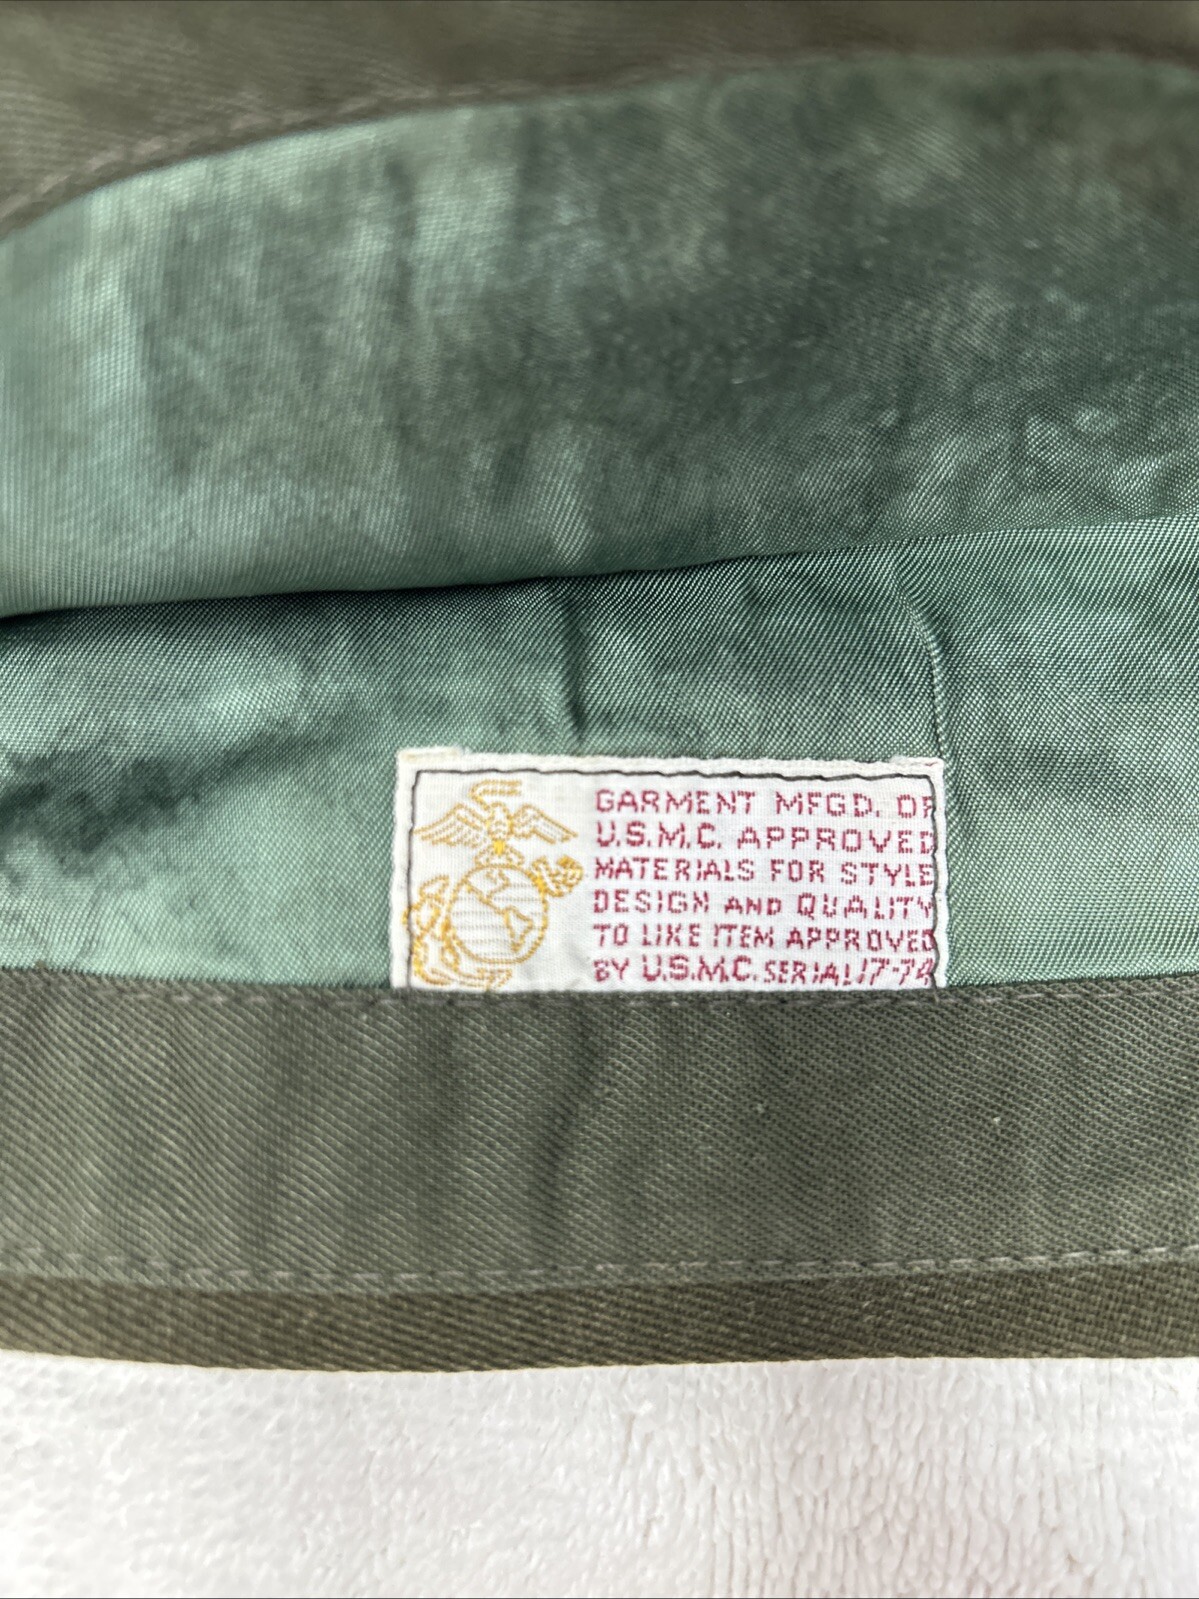 GARMENT MFGD. OF
U.S.M.C. APPROVED
MATERIALS FOR STYLE
DESIGN AND QUALITY
TO LIKE ITEM APPROVED
BY U.S.M.C. SERIAL 17-74